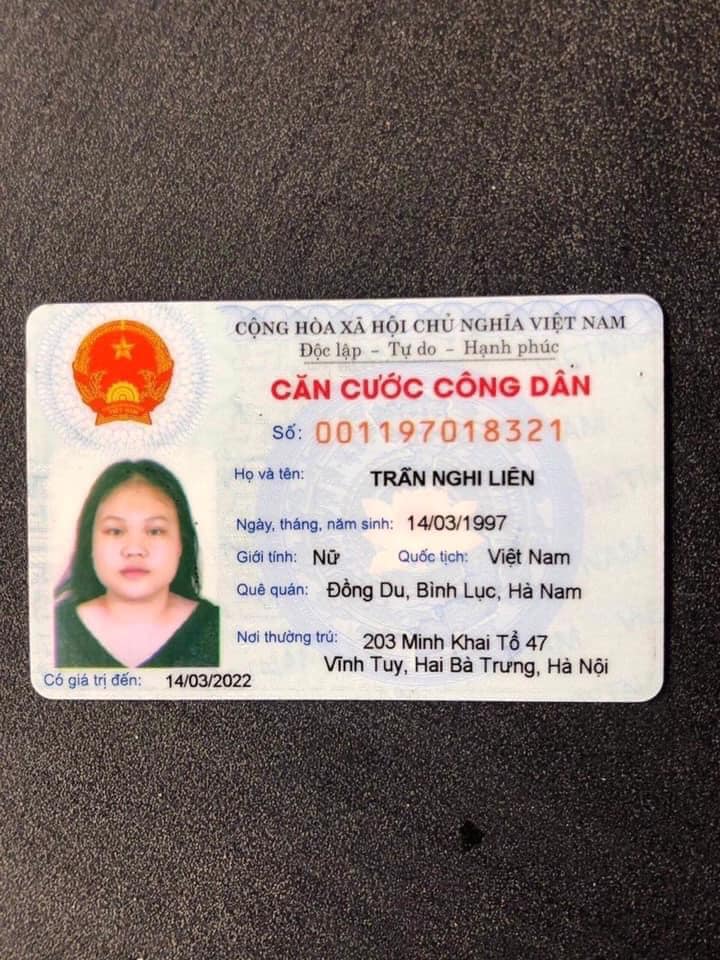 CỘNG HÒA XÃ HỘI CHỦ NGHĨA VIỆT NAM
Độc lập - Tự do - Hạnh phúc
CĂN CƯỚC CÔNG DÂN
Số: 001197018321
Họ và tên: TRẦN NGHI LIÊN
Ngày, tháng, năm sinh: 14/03/1997
Giới tính: Nữ Quốc tịch: Việt Nam
Quê quán: Đồng Du, Bình Lục, Hà Nam
Nơi thường trú: 203 Minh Khai Tổ 47
Vĩnh Tuy, Hai Bà Trưng, Hà Nội
Có giá trị đến: 14/03/2022
VIỆT NAM